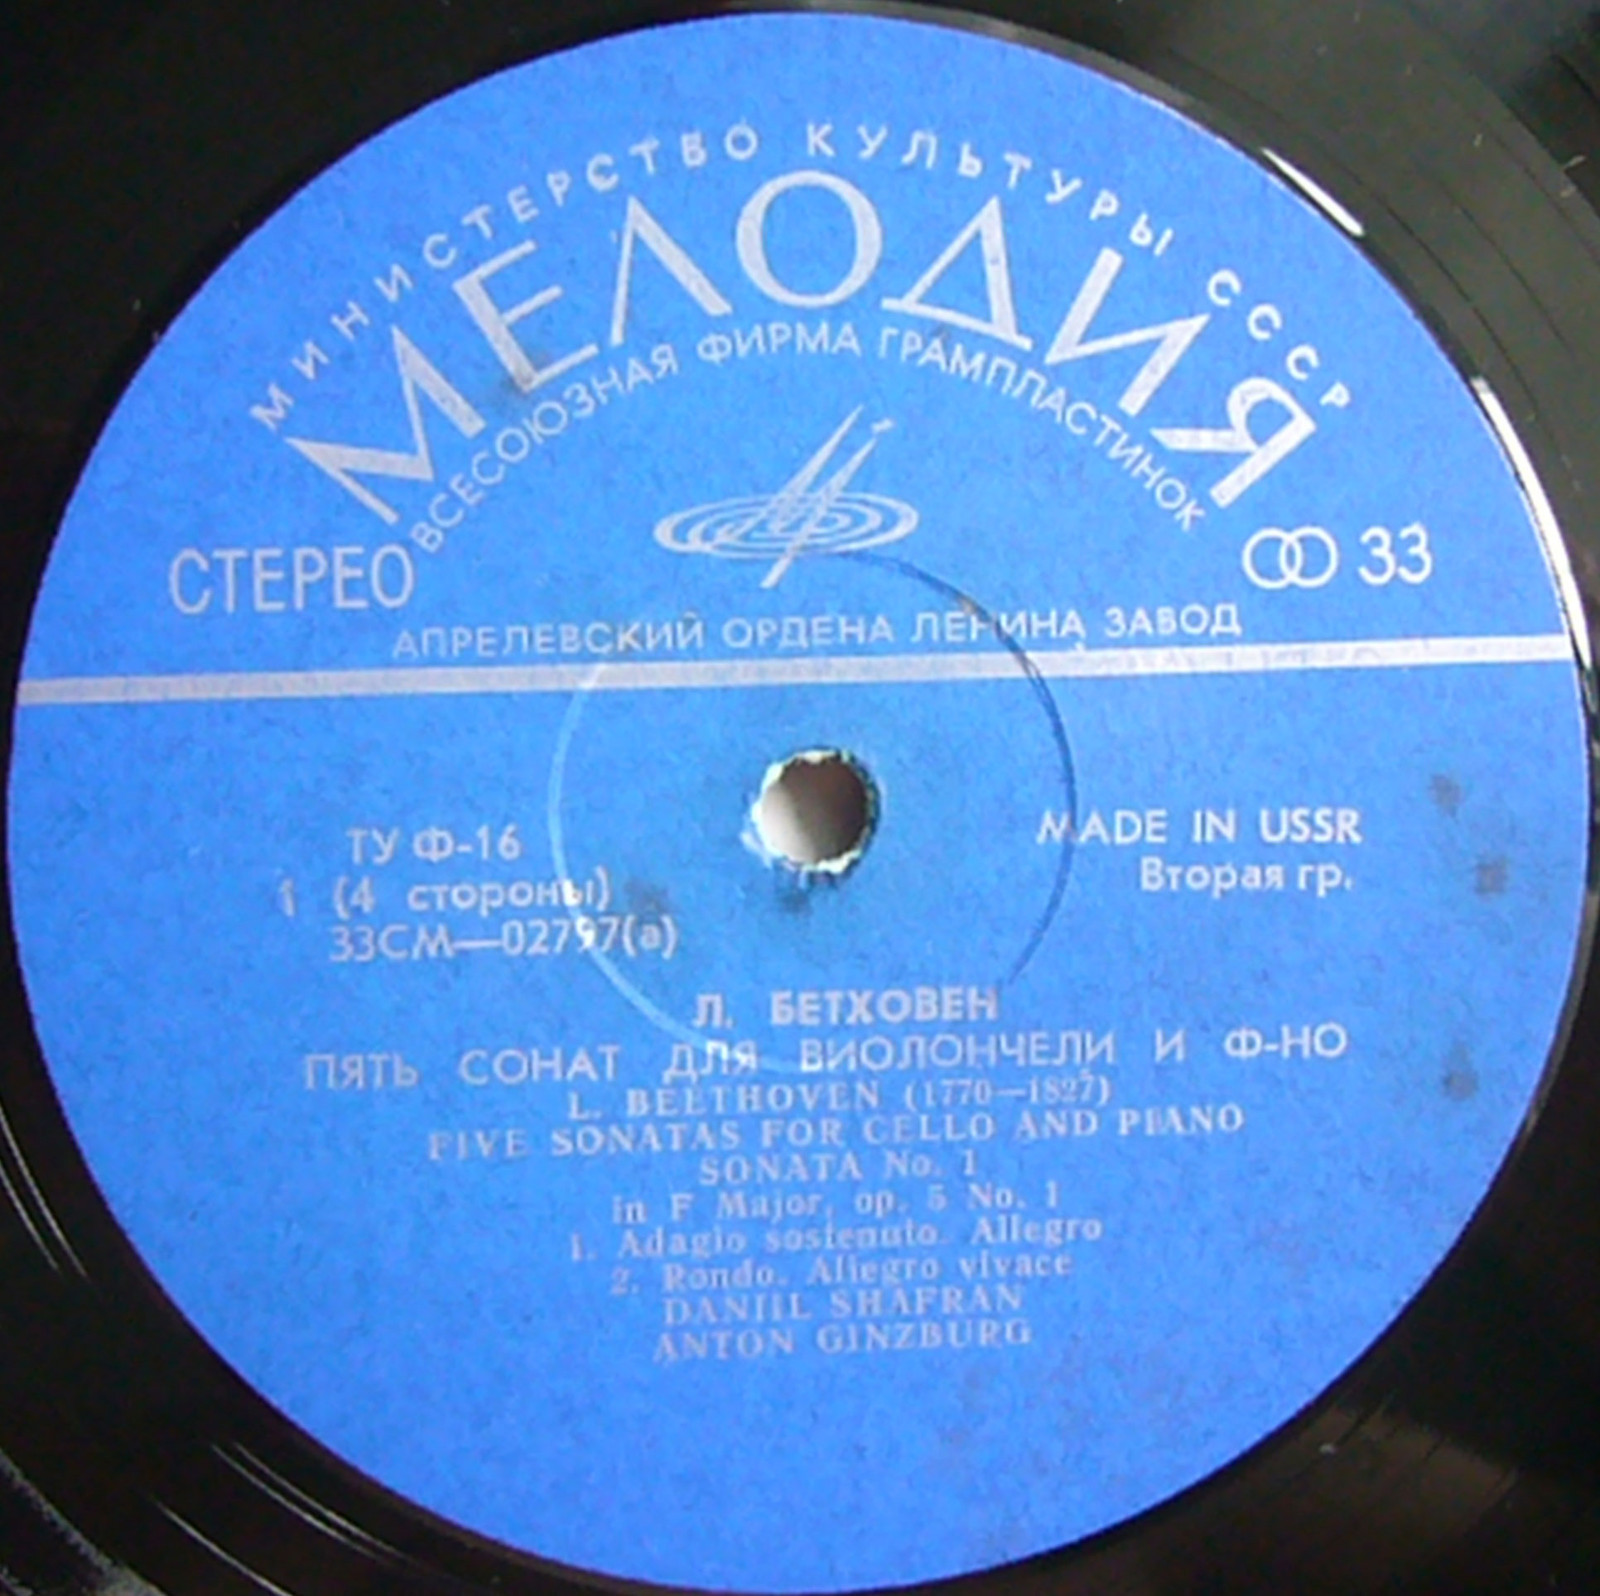 МИНИСТЕРСТВО КУЛЬТУРЫ СССР
МЕЛОДИЯ
ВСЕСОЮЗНАЯ ФИРМА ГРАМПЛАСТИНОК
СТЕРЕО
33
АПРЕЛЕВСКИЙ ОРДЕНА ЛЕНИНА ЗАВОД
ТУ Ф-16
1 (4 стороны)
33СМ—02797(а)
MADE IN USSR
Вторая гр.
Л. БЕТХОВЕН
ПЯТЬ СОНАТ ДЛЯ ВИОЛОНЧЕЛИ И Ф-НО
L. BEETHOVEN (1770—1827)
FIVE SONATAS FOR CELLO AND PIANO
SONATA No. 1
in F Major, op. 5 No. 1
1. Adagio sostenuto. Allegro
2. Rondo. Allegro vivace
DANIIL SHAFRAN
ANTON GINZBURG